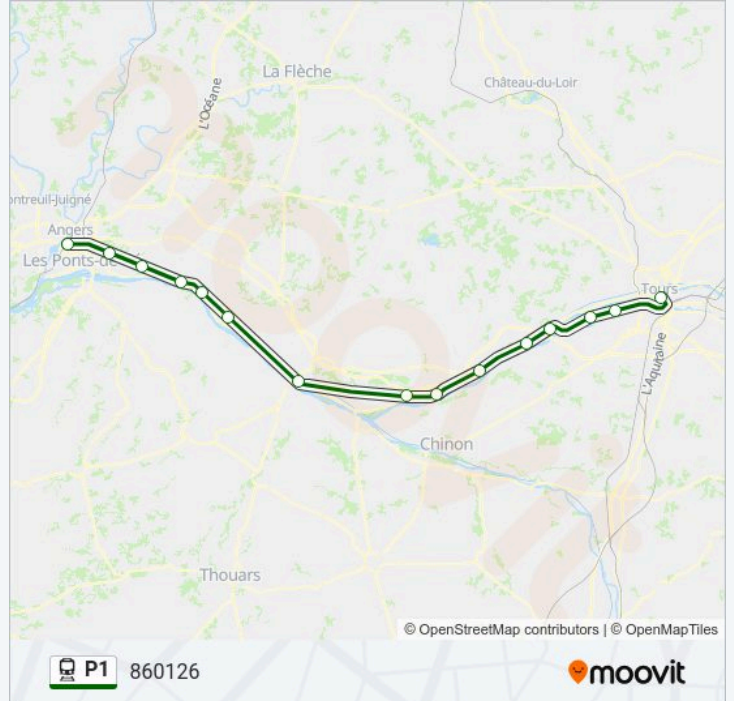 La Flèche
Château-du-Loir
L'Océane
ontreuil-Juigné
Angers
Les Ponts-de-
Tours
L'Aquitaine
Chinon
Thouars
moovit
© OpenStreetMap contributors | © OpenMapTiles
P1 860126
moovit